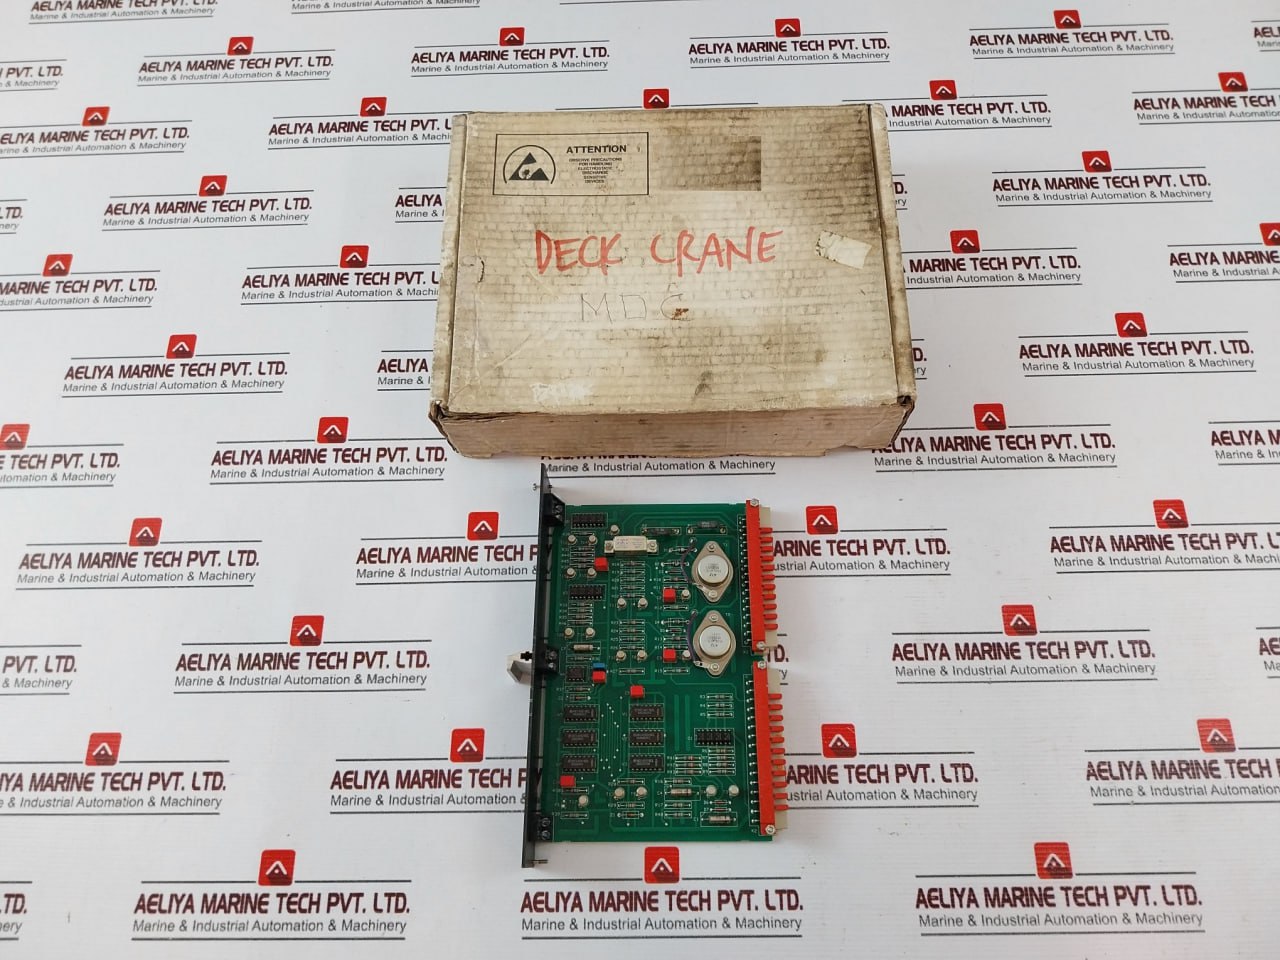 AELIYA MARINE TECH PVT. LTD.
Marine & Industrial Automation & Machinery
ATTENTION
OBSERVE PRECAUTIONS
FOR HANDLING
ELECTROSTATIC
DISCHARGE
SENSITIVE
DEVICES
DECK CRANE
MDC